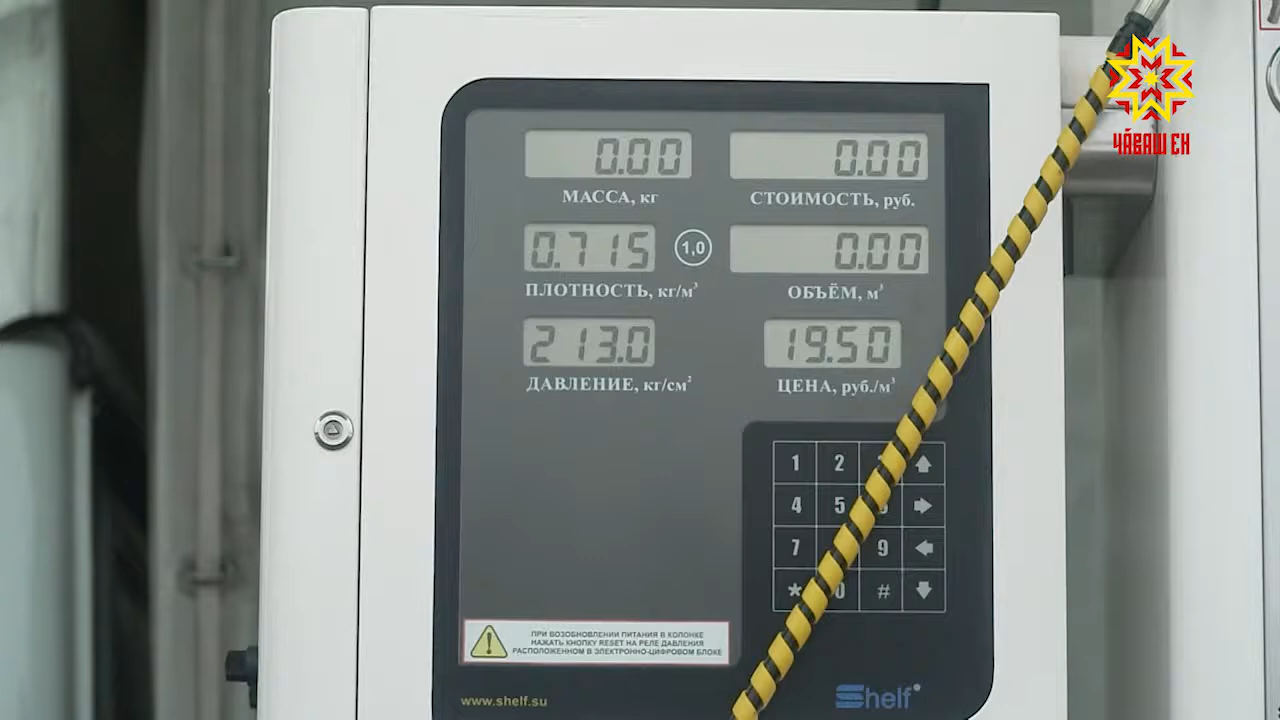 ЧӐВАШ ЕН
0.00 0.00
МАССА, кг СТОИМОСТЬ, руб.
0.715 1,0 0.00
ПЛОТНОСТЬ, кг/м³ ОБЪЁМ, м³
213.0 19.50
ДАВЛЕНИЕ, кг/см² ЦЕНА, руб./м³
1 2
4 5
7 9
* 0 #
ПРИ ВОЗОБНОВЛЕНИИ ПИТАНИЯ В КОЛОНКЕ
НАЖАТЬ КНОПКУ RESET НА РЕЛЕ ДАВЛЕНИЯ
РАСПОЛОЖЕННОМ В ЭЛЕКТРОННО-ЦИФРОВОМ БЛОКЕ
www.shelf.su Shelf